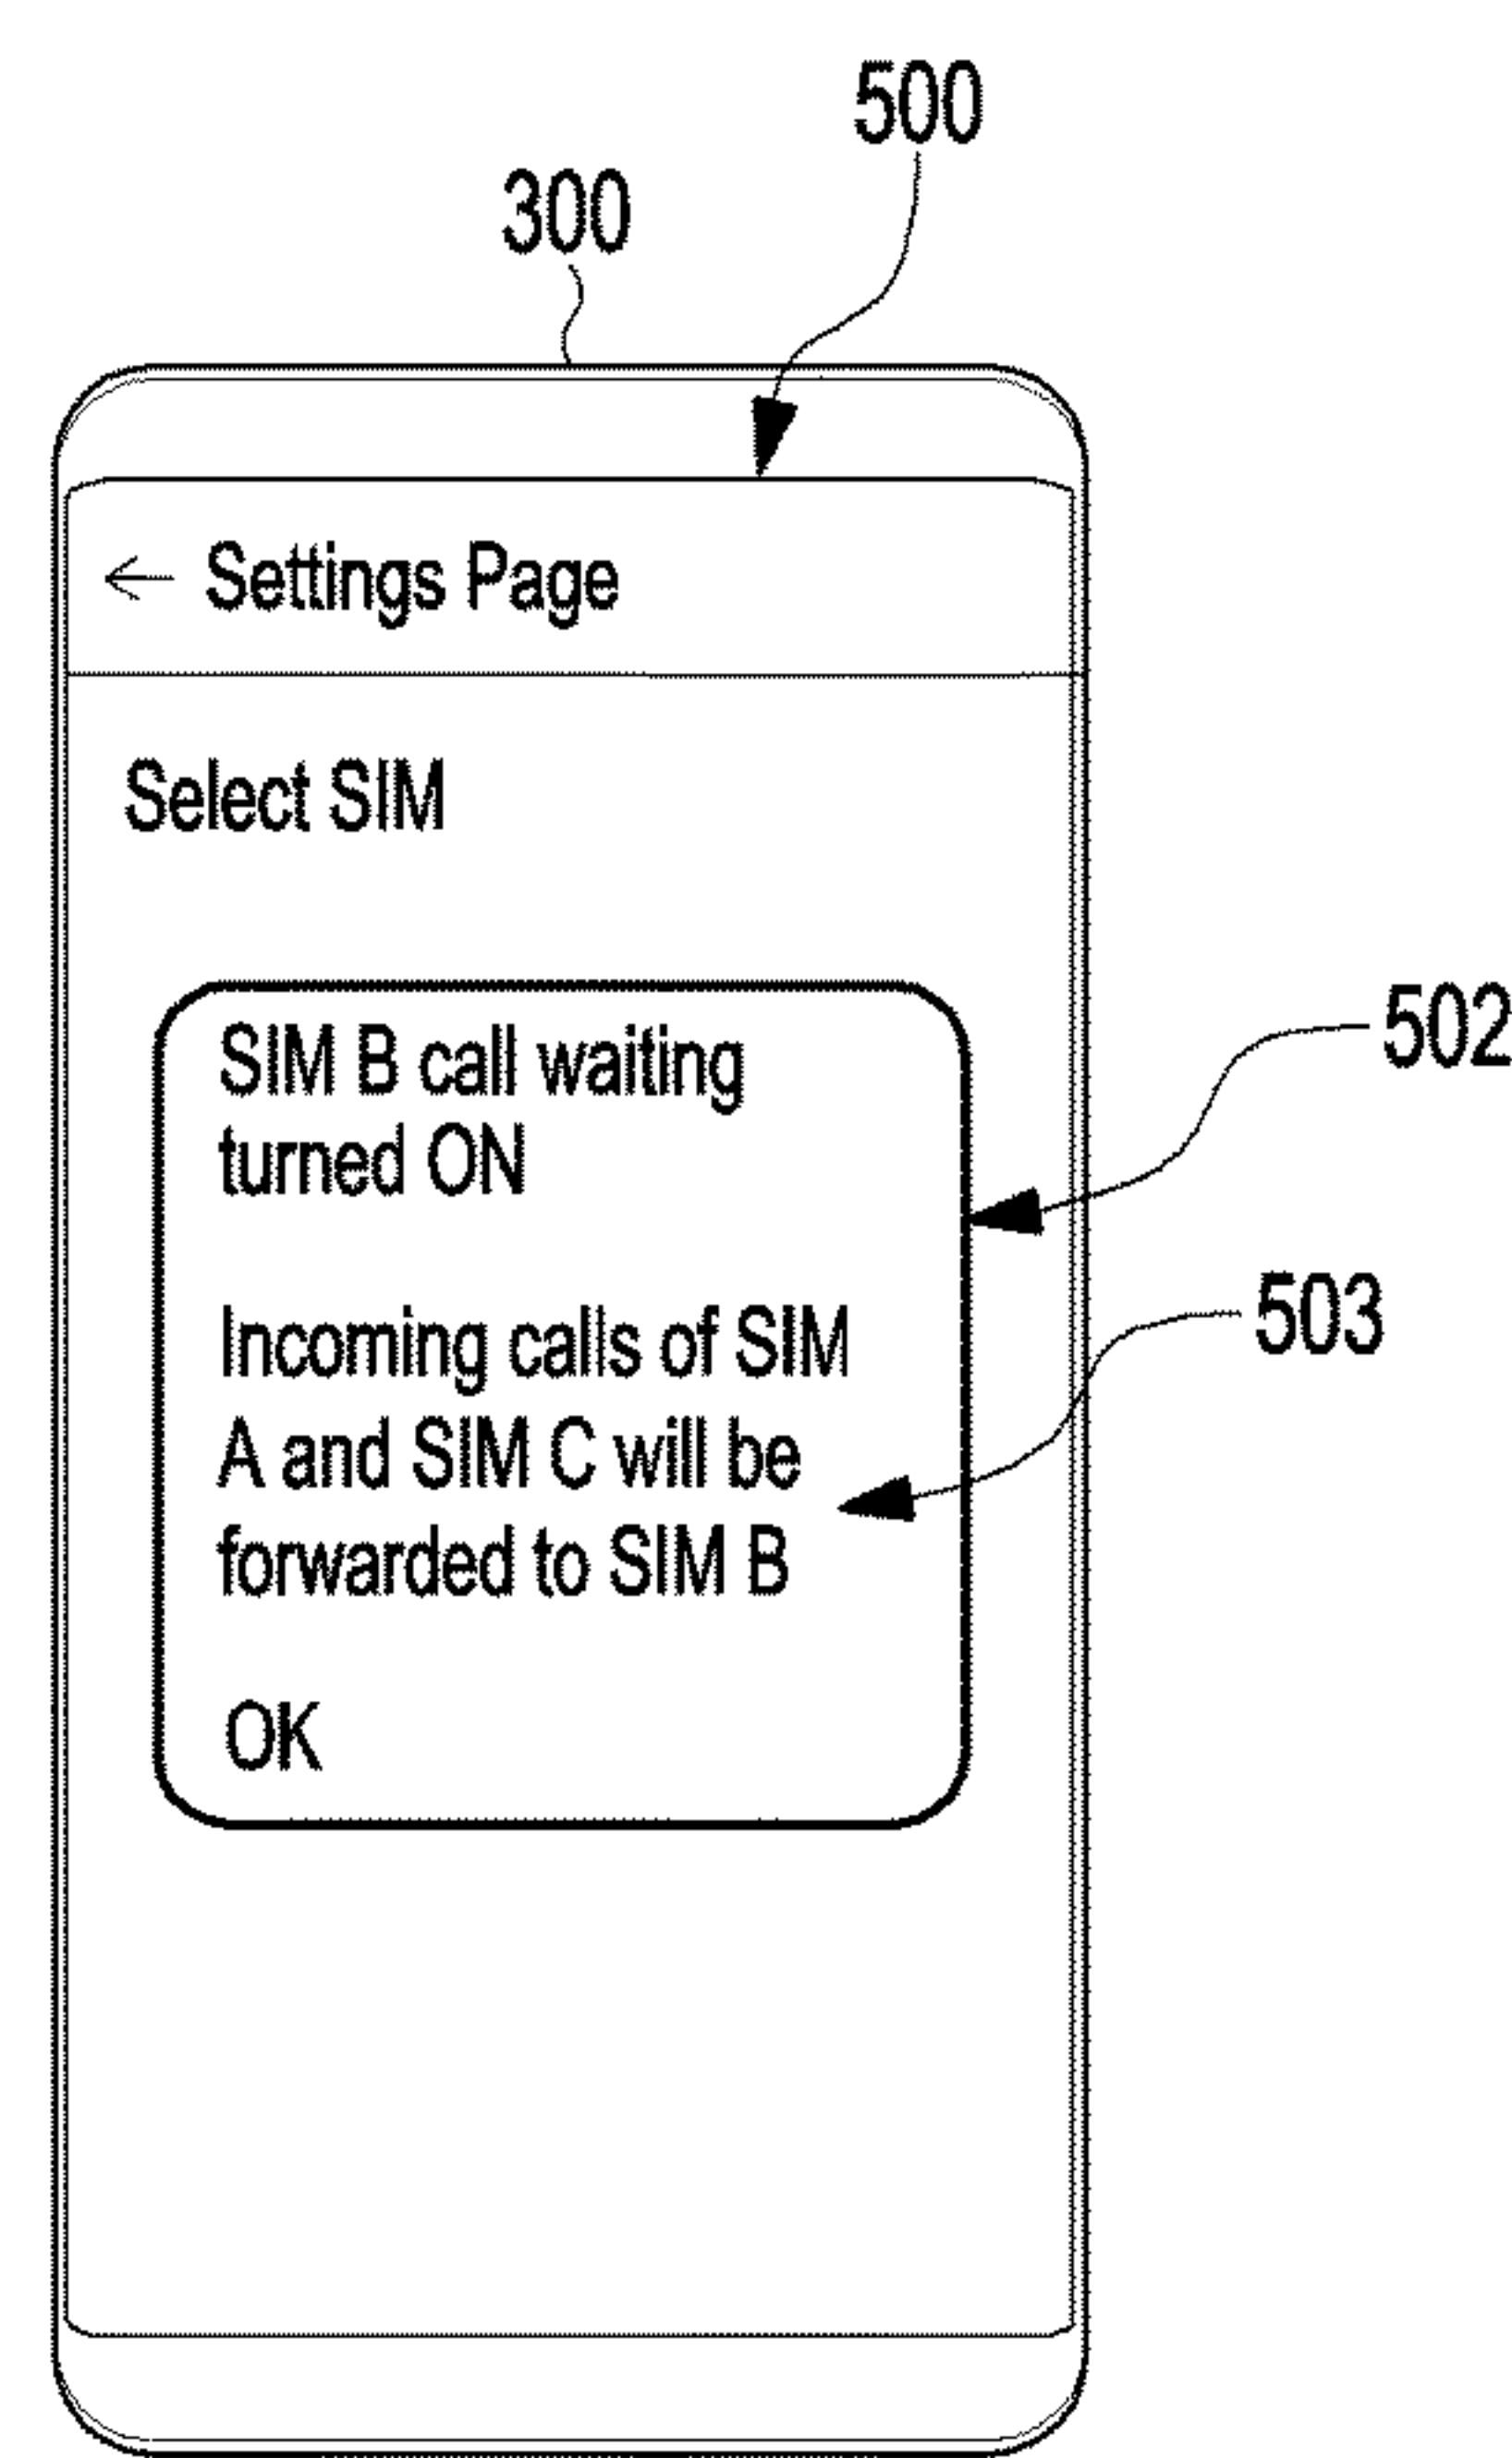 500
300
← Settings Page
Select SIM
SIM B call waiting
turned ON
502
Incoming calls of SIM
A and SIM C will be
forwarded to SIM B
503
OK